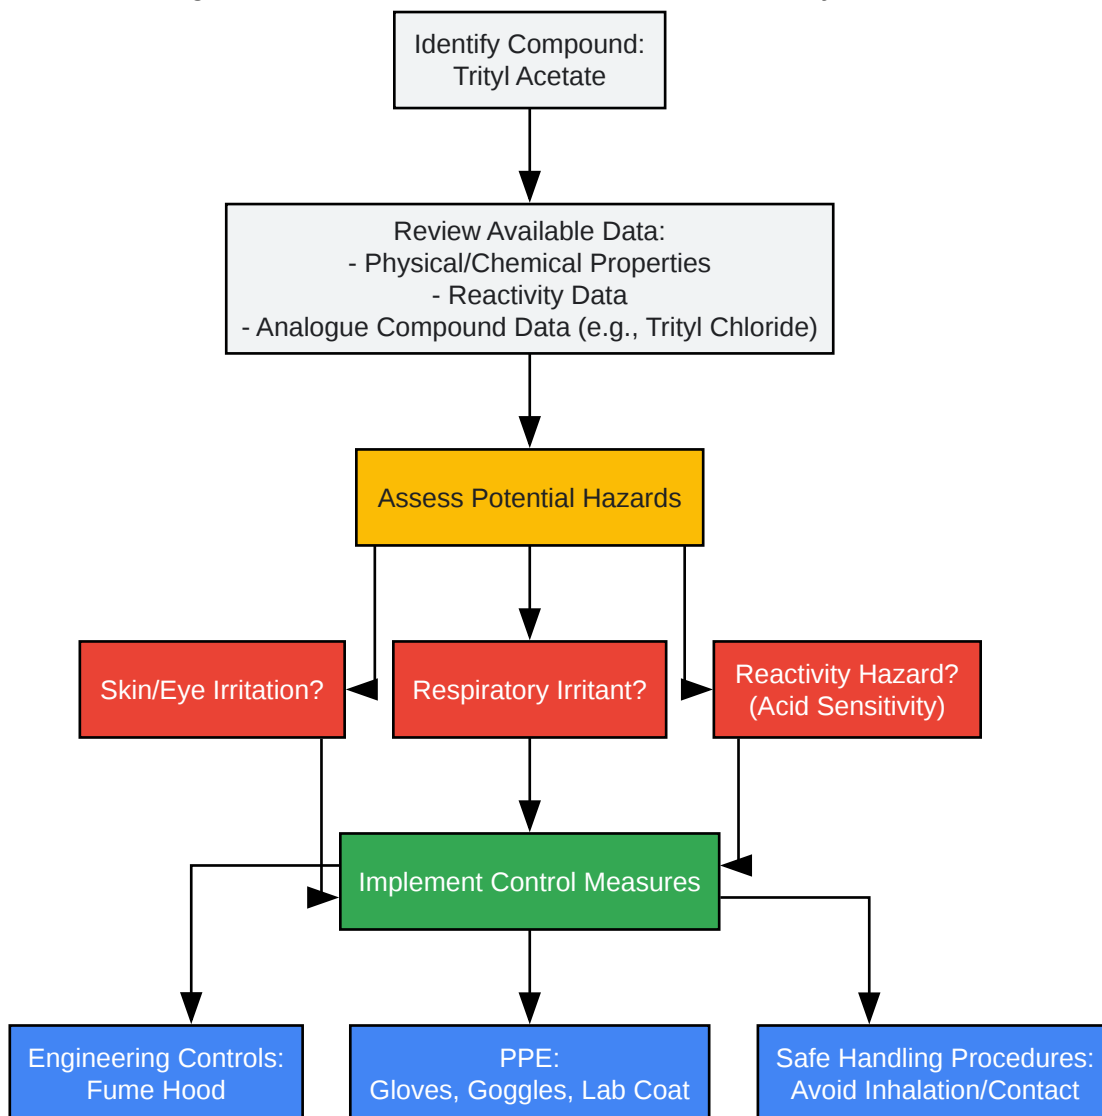 Identify Compound:
Trityl Acetate
Review Available Data:
- Physical/Chemical Properties
- Reactivity Data
- Analogue Compound Data (e.g., Trityl Chloride)
Assess Potential Hazards
Skin/Eye Irritation?
Respiratory Irritant?
Reactivity Hazard?
(Acid Sensitivity)
Implement Control Measures
Engineering Controls:
Fume Hood
PPE:
Gloves, Goggles, Lab Coat
Safe Handling Procedures:
Avoid Inhalation/Contact